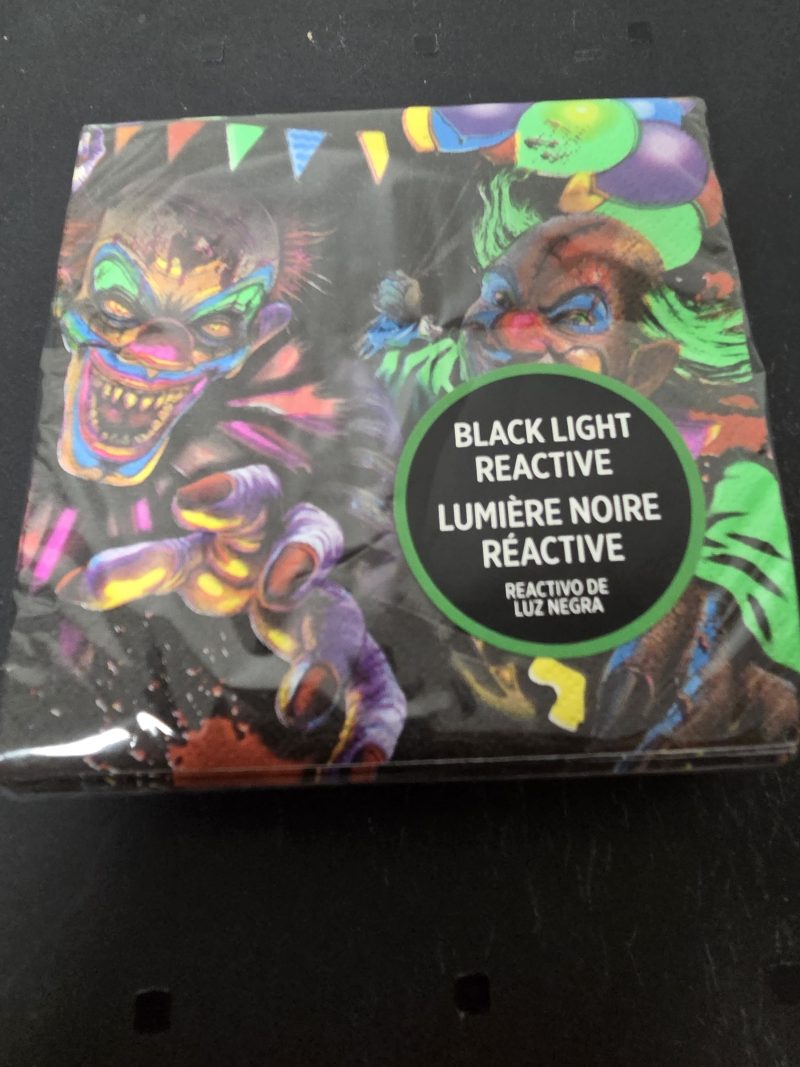 BLACK LIGHT
REACTIVE
LUMIÈRE NOIRE
RÉACTIVE
REACTIVO DE
LUZ NEGRA